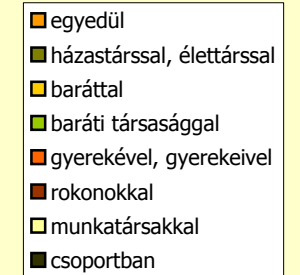 egyedül
házastárssal, élettárssal
baráttal
baráti társasággal
gyerekével, gyerekeivel
rokonokkal
munkatársakkal
csoportban